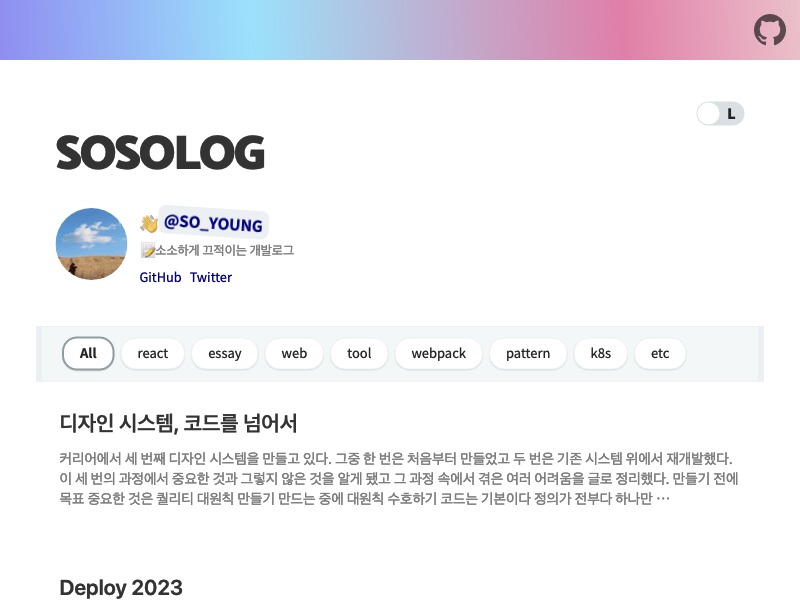 L
SOSOLOG
👋 @SO_YOUNG
📝소소하게 끄적이는 개발로그
GitHub Twitter
All react essay web tool webpack pattern k8s etc
디자인 시스템, 코드를 넘어서
커리어에서 세 번째 디자인 시스템을 만들고 있다. 그중 한 번은 처음부터 만들었고 두 번은 기존 시스템 위에서 재개발했다.
이 세 번의 과정에서 중요한 것과 그렇지 않은 것을 알게 됐고 그 과정 속에서 겪은 여러 어려움을 글로 정리했다. 만들기 전에
목표 중요한 것은 퀄리티 대원칙 만들기 만드는 중에 대원칙 수호하기 코드는 기본이다 정의가 전부다 하나만 …
Deploy 2023